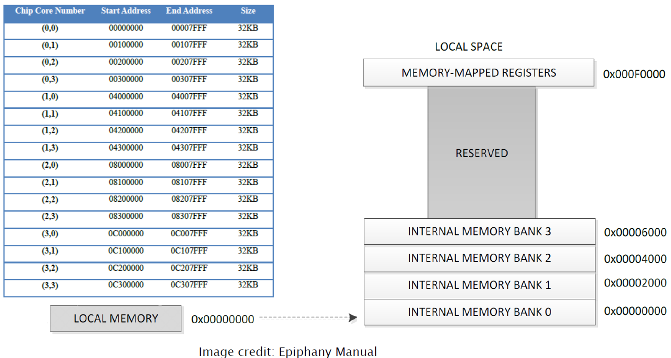 Chip Core Number Start Address End Address Size
(0,0) 00000000 00007FFF 32KB
(0,1) 00100000 00107FFF 32KB
(0,2) 00200000 00207FFF 32KB
(0,3) 00300000 00307FFF 32KB
(1,0) 04000000 04007FFF 32KB
(1,1) 04100000 04107FFF 32KB
(1,2) 04200000 04207FFF 32KB
(1,3) 04300000 04307FFF 32KB
(2,0) 08000000 08007FFF 32KB
(2,1) 08100000 08107FFF 32KB
(2,2) 08200000 08207FFF 32KB
(2,3) 08300000 08307FFF 32KB
(3,0) 0C000000 0C007FFF 32KB
(3,1) 0C100000 0C107FFF 32KB
(3,2) 0C200000 0C207FFF 32KB
(3,3) 0C300000 0C307FFF 32KB
LOCAL MEMORY 0x00000000
LOCAL SPACE
MEMORY-MAPPED REGISTERS 0x000F0000
RESERVED
INTERNAL MEMORY BANK 3 0x00006000
INTERNAL MEMORY BANK 2 0x00004000
INTERNAL MEMORY BANK 1 0x00002000
INTERNAL MEMORY BANK 0 0x00000000
Image credit: Epiphany Manual